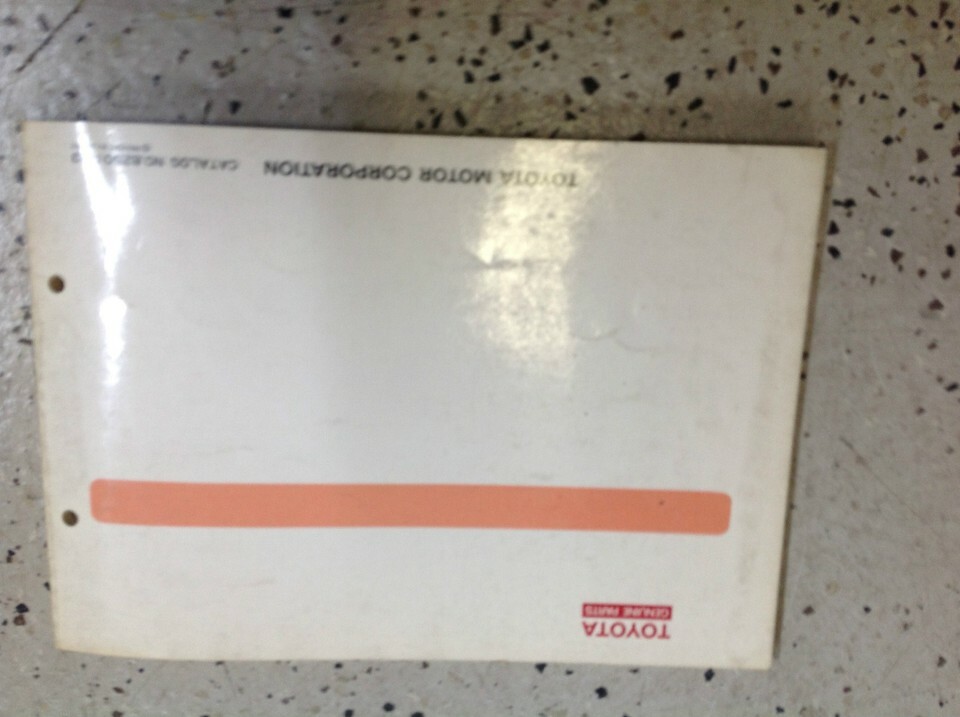 TOYOTA
GENUINE PARTS
TOYOTA MOTOR CORPORATION CATALOG NO.